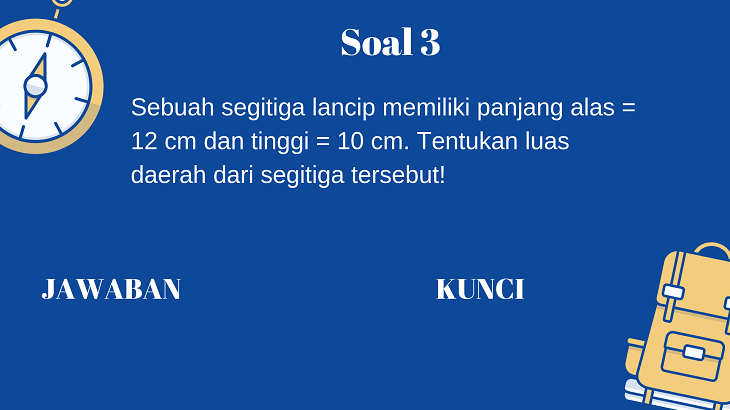 Soal 3
Sebuah segitiga lancip memiliki panjang alas =
12 cm dan tinggi = 10 cm. Tentukan luas
daerah dari segitiga tersebut!
JAWABAN
KUNCI